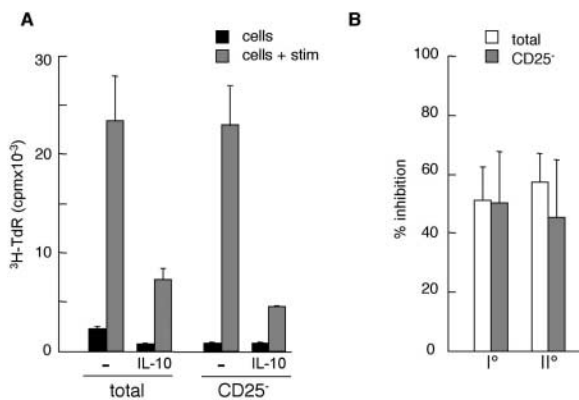 A
cells
cells + stim
30
20
10
0
³H-TdR (cpmx10⁻³)
- IL-10 - IL-10
total CD25⁻
B
total
CD25⁻
100
80
60
40
20
0
% inhibition
I° II°